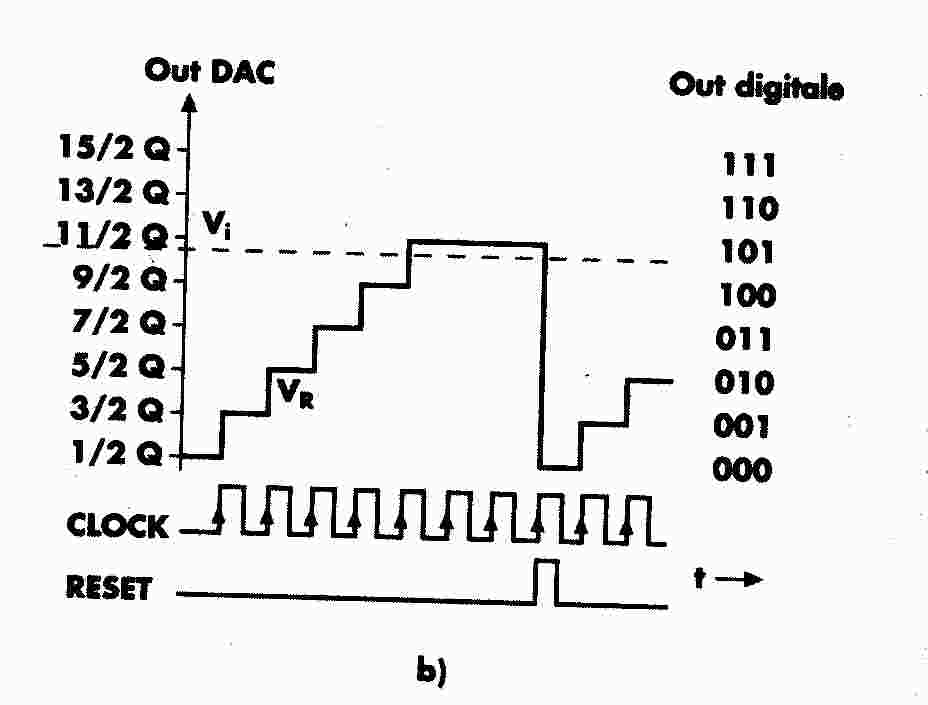 Out DAC
Out digitale
15/2 Q
111
13/2 Q
110
Vi
11/2 Q
101
9/2 Q
100
7/2 Q
011
5/2 Q
010
VR
3/2 Q
001
1/2 Q
000
CLOCK
t
RESET
b)